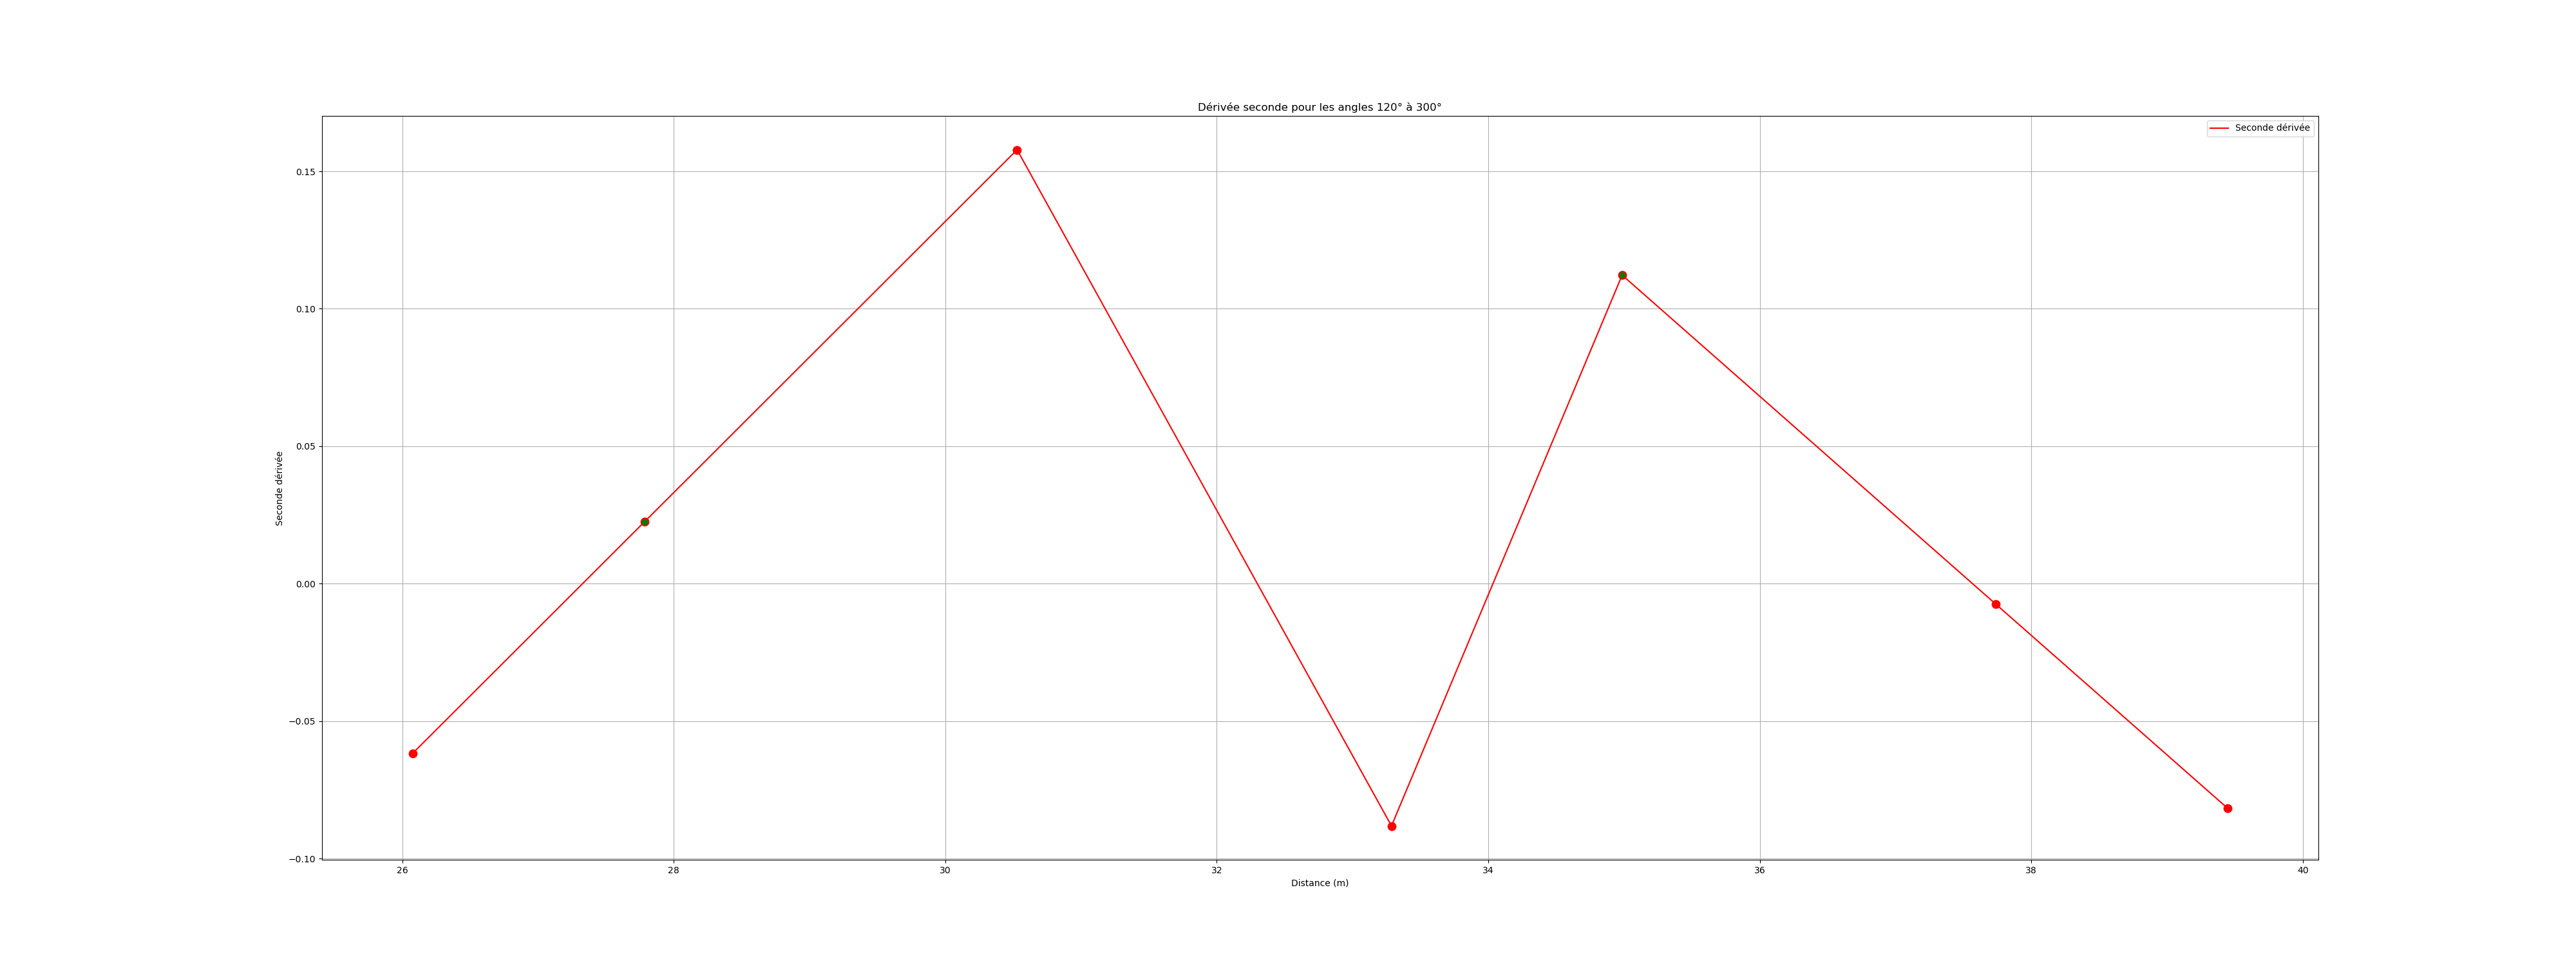 Dérivée seconde pour les angles 120° à 300°
Seconde dérivée
0.15
0.10
0.05
0.00
−0.05
−0.10
Seconde dérivée
26 28 30 32 34 36 38 40
Distance (m)